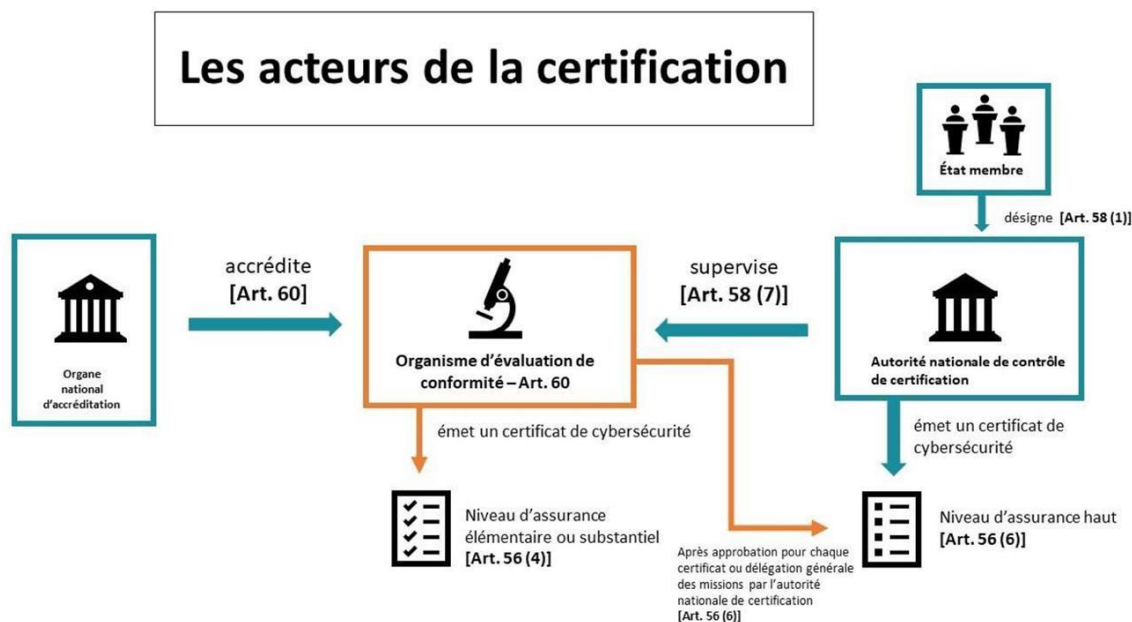 Les acteurs de la certification
État membre
désigne [Art. 58 (1)]
accrédite
[Art. 60]
supervise
[Art. 58 (7)]
Organe
national
d'accréditation
Organisme d'évaluation de
conformité – Art. 60
Autorité nationale de contrôle
de certification
émet un certificat de cybersécurité
émet un certificat de
cybersécurité
Niveau d'assurance
élémentaire ou substantiel
[Art. 56 (4)]
Après approbation pour chaque
certificat ou délégation générale
des missions par l'autorité
nationale de certification
[Art. 56 (6)]
Niveau d'assurance haut
[Art. 56 (6)]